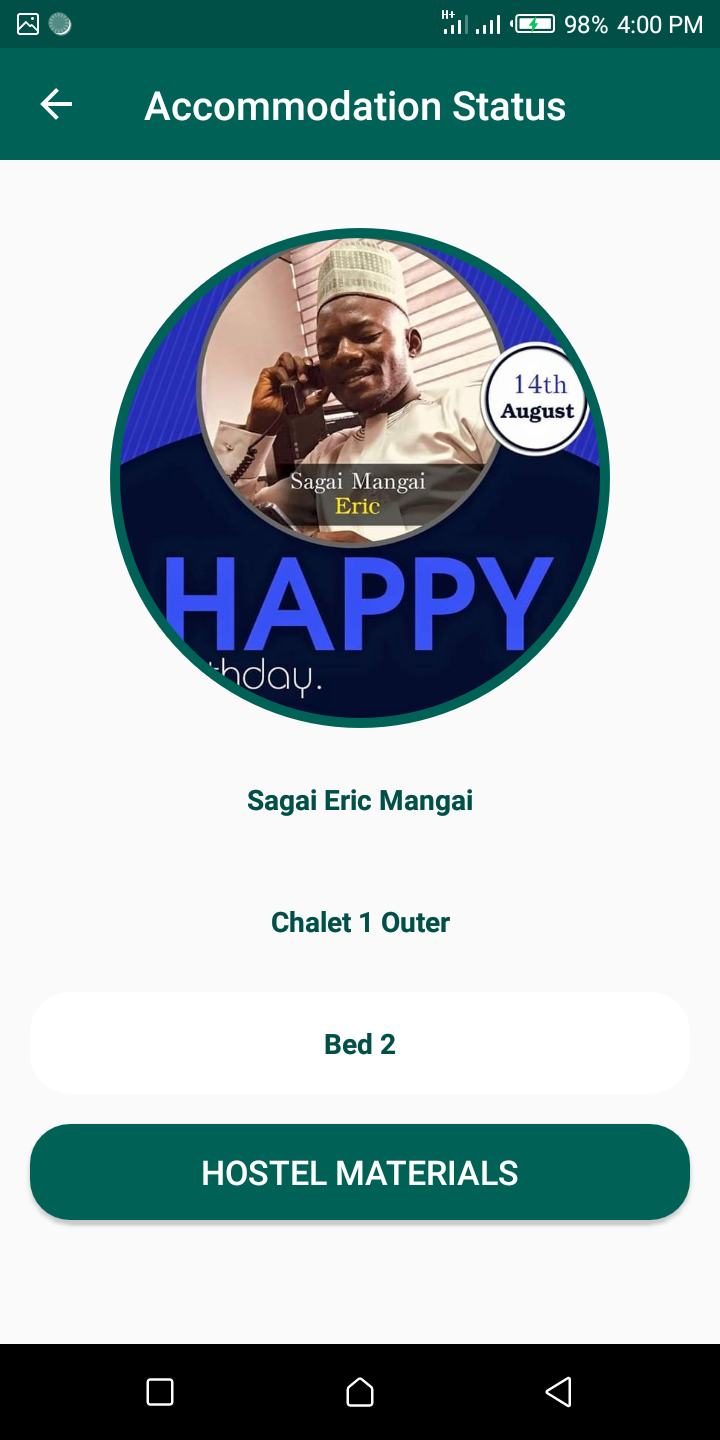 H+ 98% 4:00 PM
Accommodation Status
14th
August
Sagai Mangai
Eric
HAPPY
thday.
Sagai Eric Mangai
Chalet 1 Outer
Bed 2
HOSTEL MATERIALS